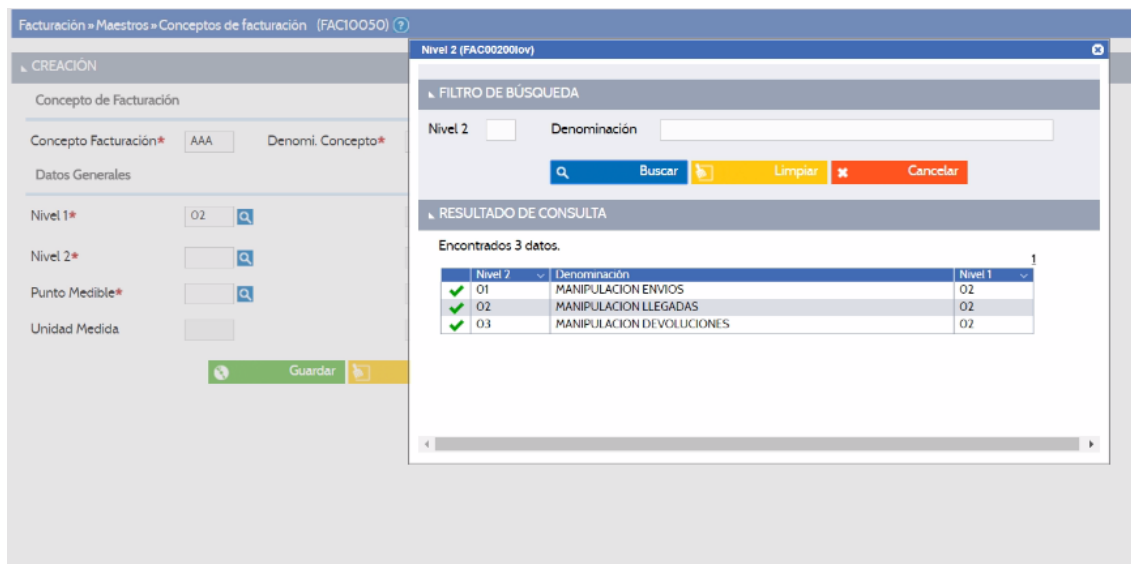 Facturación » Maestros » Conceptos de facturación (FAC10050) ?
CREACIÓN
Concepto de Facturación
Concepto Facturación* AAA Denomi. Concepto*
Datos Generales
Nivel 1* 02
Nivel 2*
Punto Medible*
Unidad Medida
Guardar
Nivel 2 (FAC00200lov)
FILTRO DE BÚSQUEDA
Nivel 2 Denominación
Buscar Limpiar Cancelar
RESULTADO DE CONSULTA
Encontrados 3 datos.
1
Nivel 2 Denominación Nivel 1
01 MANIPULACION ENVIOS 02
02 MANIPULACION LLEGADAS 02
03 MANIPULACION DEVOLUCIONES 02